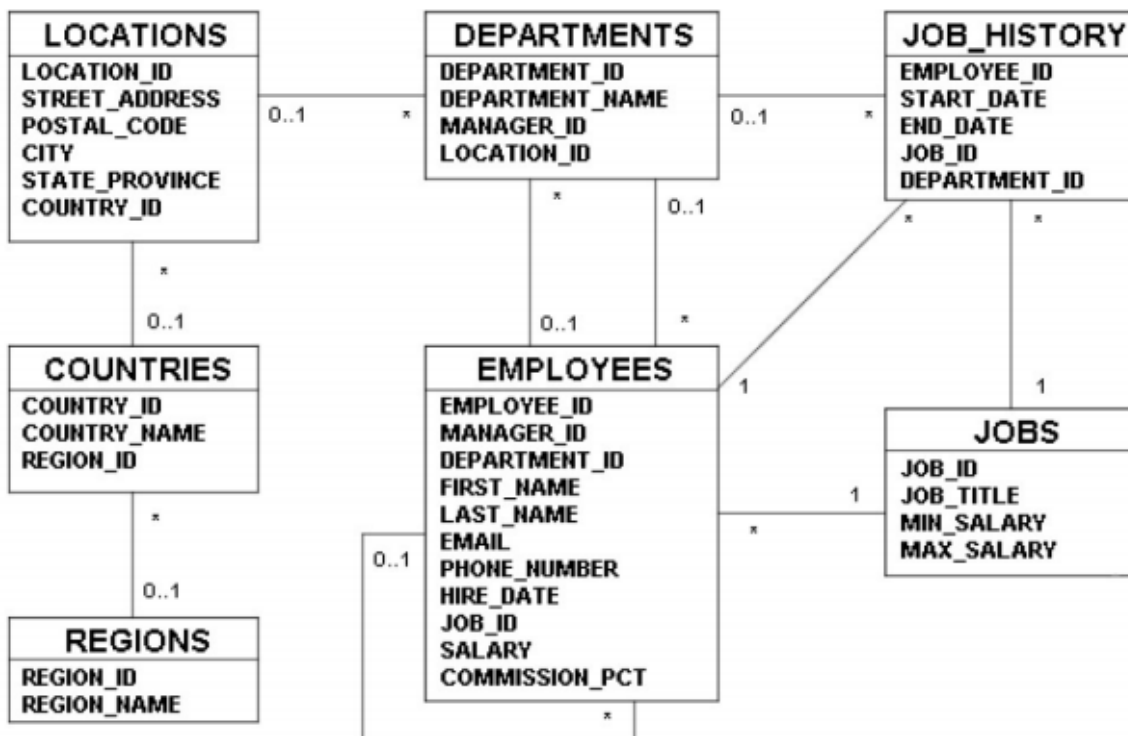 LOCATIONS
LOCATION_ID
STREET_ADDRESS
POSTAL_CODE
CITY
STATE_PROVINCE
COUNTRY_ID
0..1
*
DEPARTMENTS
DEPARTMENT_ID
DEPARTMENT_NAME
MANAGER_ID
LOCATION_ID
0..1
*
JOB_HISTORY
EMPLOYEE_ID
START_DATE
END_DATE
JOB_ID
DEPARTMENT_ID
*
0..1
*
0..1
*
0..1
*
*
1
*
1
COUNTRIES
COUNTRY_ID
COUNTRY_NAME
REGION_ID
*
0..1
EMPLOYEES
EMPLOYEE_ID
MANAGER_ID
DEPARTMENT_ID
FIRST_NAME
LAST_NAME
EMAIL
PHONE_NUMBER
HIRE_DATE
JOB_ID
SALARY
COMMISSION_PCT
0..1
*
*
1
JOBS
JOB_ID
JOB_TITLE
MIN_SALARY
MAX_SALARY
REGIONS
REGION_ID
REGION_NAME